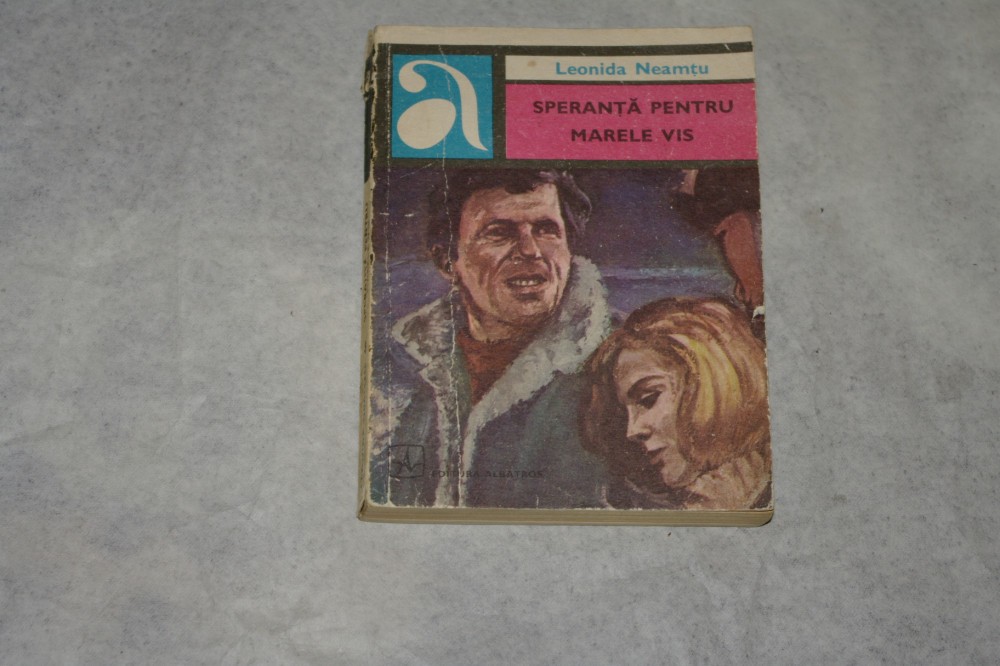 a
Leonida Neamțu
SPERANȚĂ PENTRU
MARELE VIS
EDITURA ALBATROS